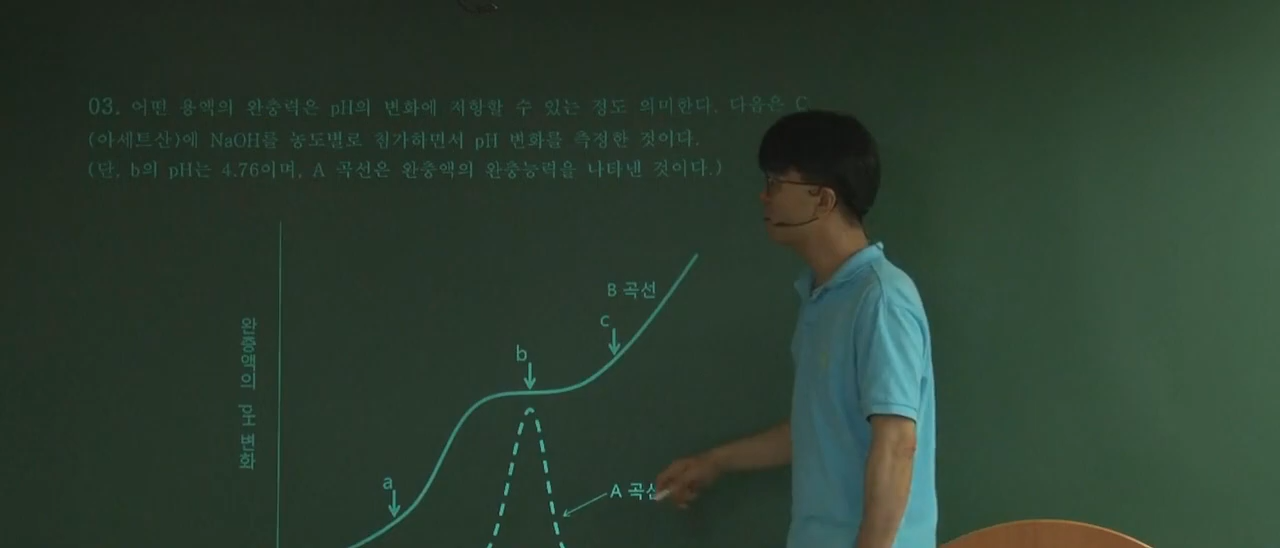 03. 어떤 용액의 완충력은 pH의 변화에 저항할 수 있는 정도 의미한다. 다음은 C
(아세트산)에 NaOH를 농도별로 첨가하면서 pH 변화를 측정한 것이다.
(단, b의 pH는 4.76이며, A 곡선은 완충액의 완충능력을 나타낸 것이다.)
B 곡선
c
b
완충액의 pH 변화
a
A 곡선